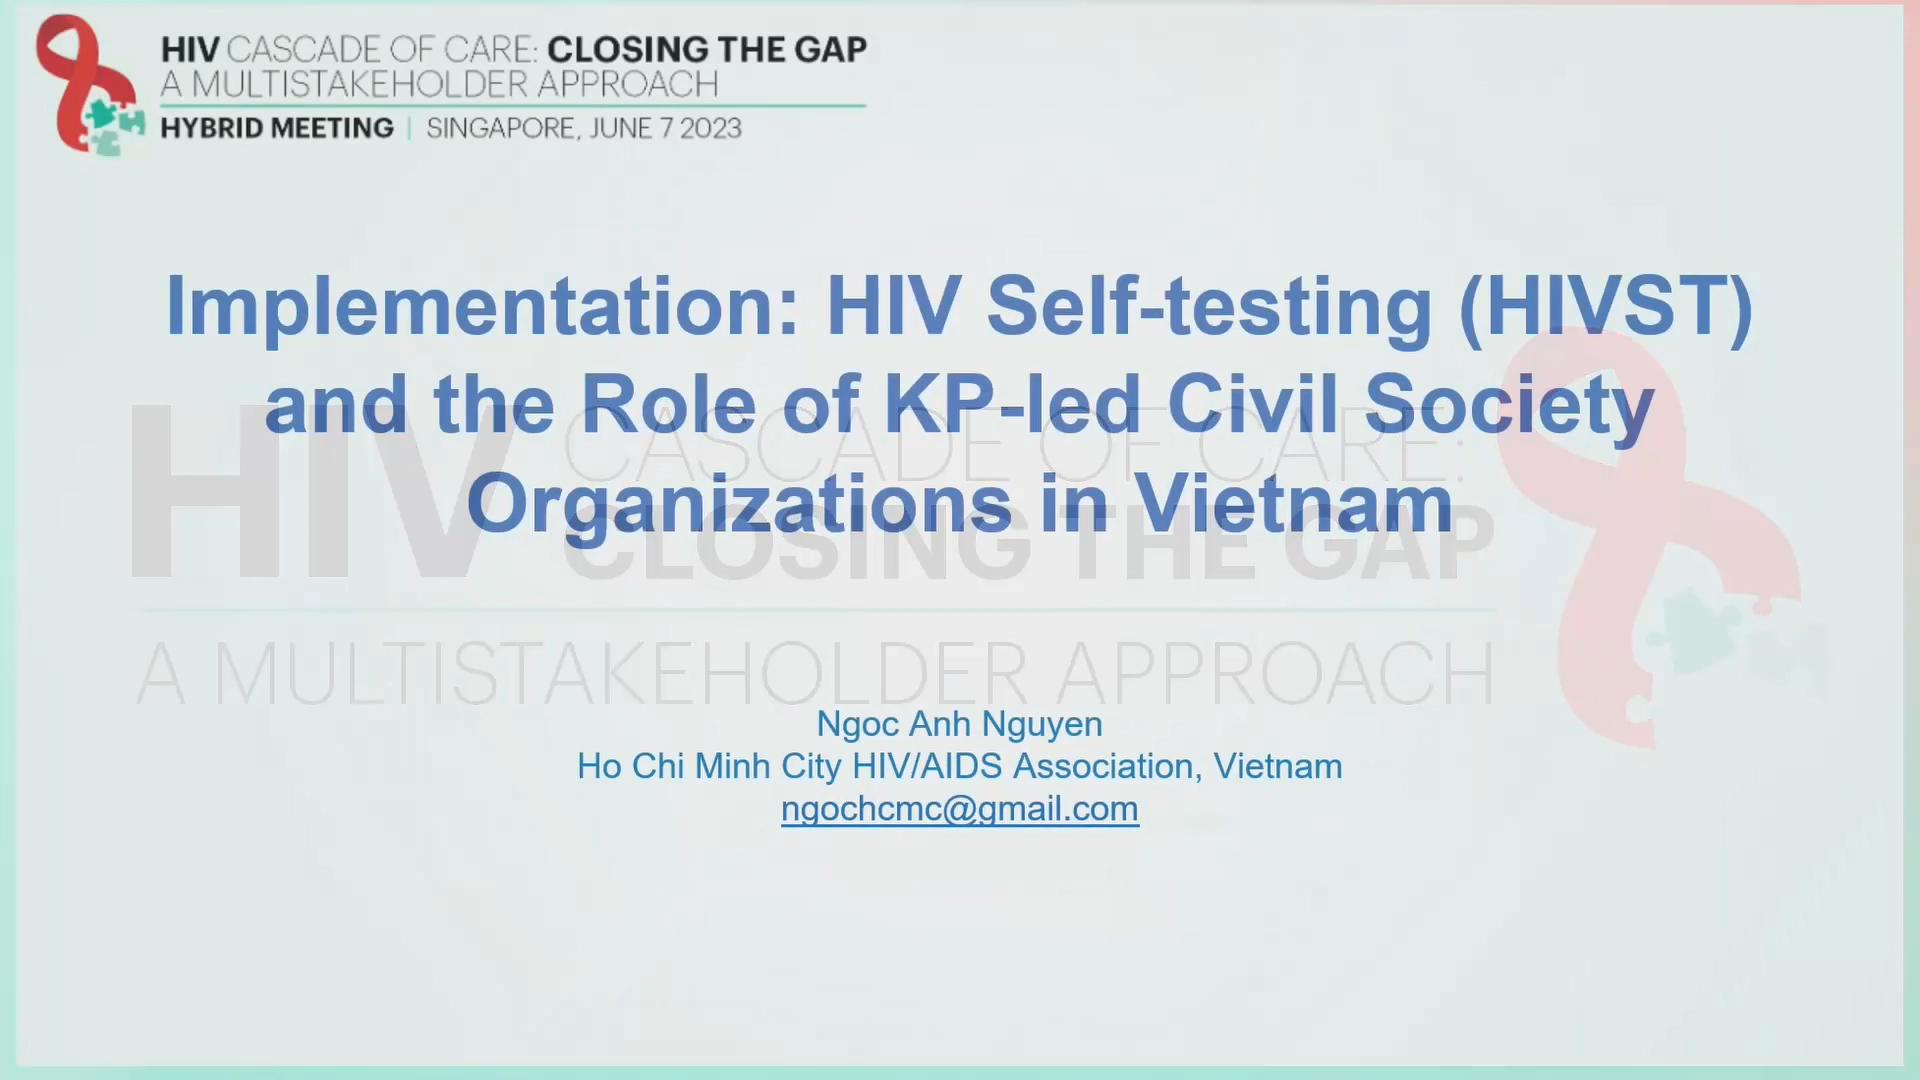 HIV CASCADE OF CARE: CLOSING THE GAP
A MULTISTAKEHOLDER APPROACH
HYBRID MEETING | SINGAPORE, JUNE 7 2023
Implementation: HIV Self-testing (HIVST)
and the Role of KP-led Civil Society
Organizations in Vietnam
HIV CASCADE OF CARE:
CLOSING THE GAP
A MULTISTAKEHOLDER APPROACH
Ngoc Anh Nguyen
Ho Chi Minh City HIV/AIDS Association, Vietnam
ngochcmc@gmail.com